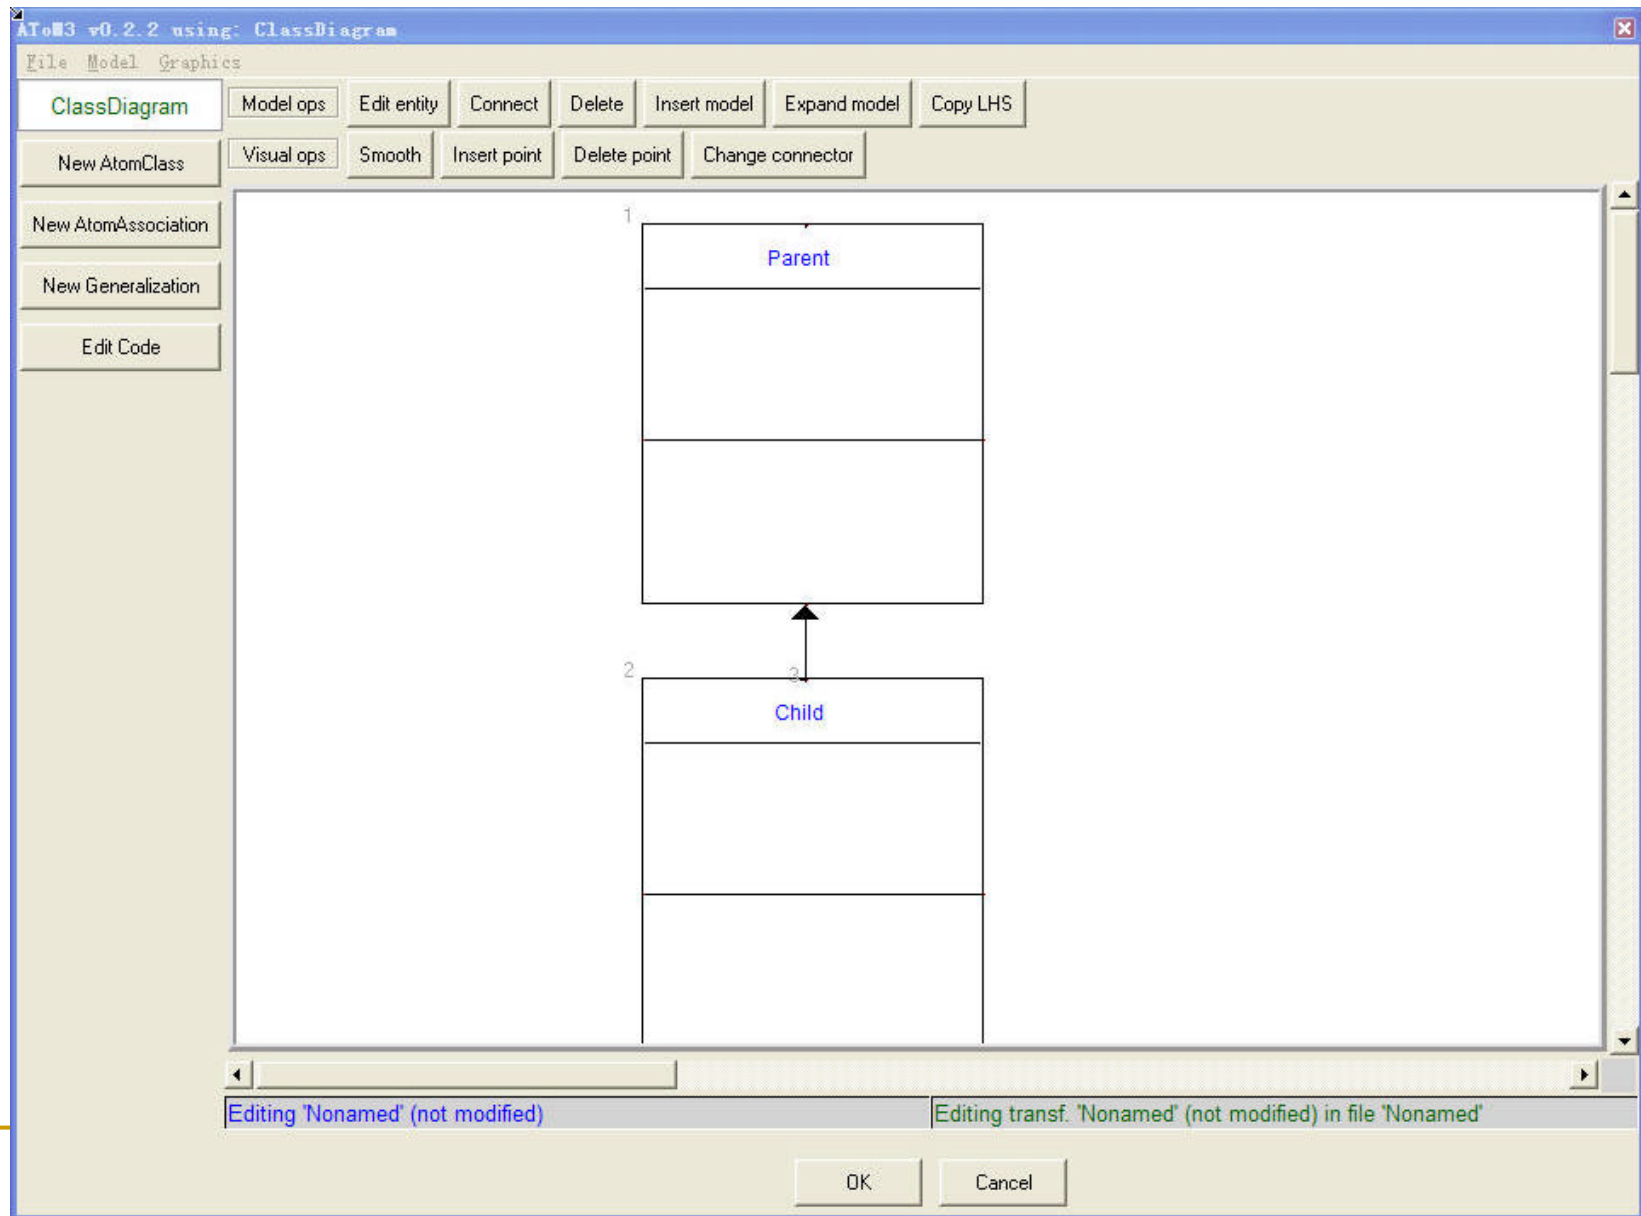 AToM3 v0.2.2 using: ClassDiagram
File Model Graphics
ClassDiagram
Model ops Edit entity Connect Delete Insert model Expand model Copy LHS
Visual ops Smooth Insert point Delete point Change connector
New AtomClass
New AtomAssociation
New Generalization
Edit Code
1
Parent
2
3
Child
Editing 'Nonamed' (not modified)
Editing transf. 'Nonamed' (not modified) in file 'Nonamed'
OK Cancel